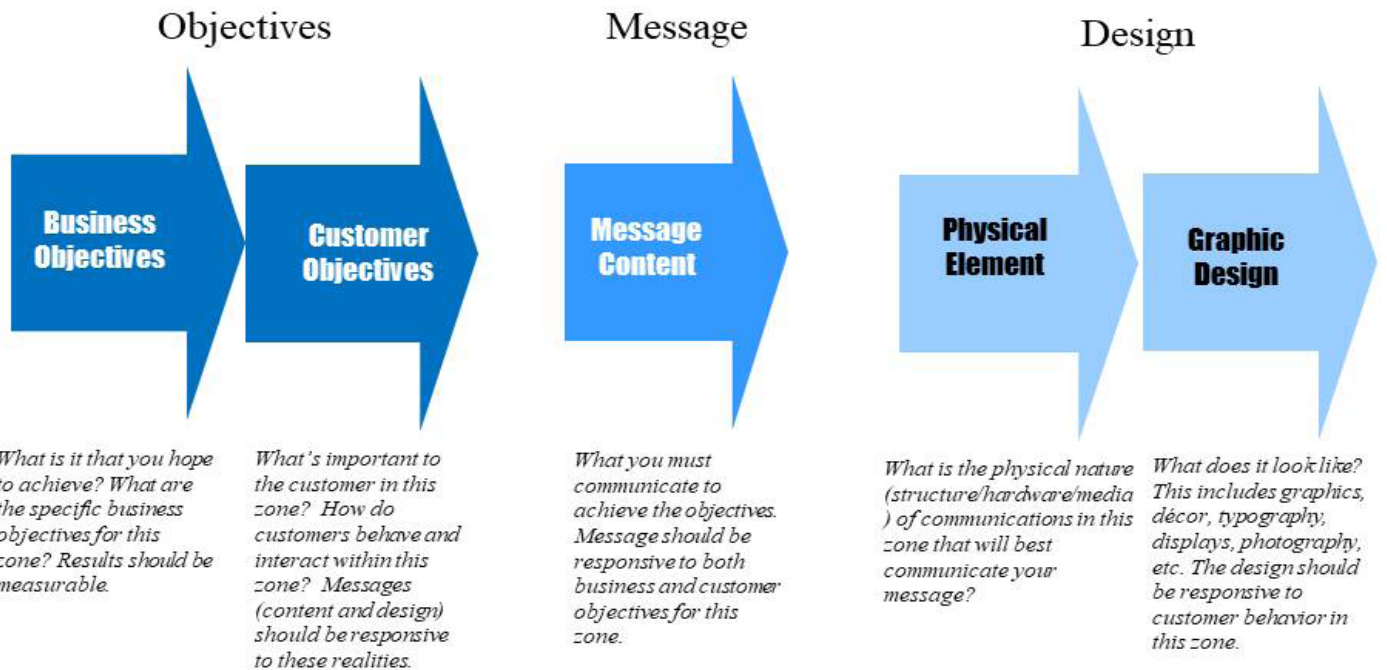 Objectives
Message
Design
Business
Objectives
Customer
Objectives
Message
Content
Physical
Element
Graphic
Design
What is it that you hope
to achieve? What are
the specific business
objectives for this
zone? Results should be
measurable.
What's important to
the customer in this
zone? How do
customers behave and
interact within this
zone? Messages
(content and design)
should be responsive
to these realities.
What you must
communicate to
achieve the objectives.
Message should be
responsive to both
business and customer
objectives for this
zone.
What is the physical nature
(structure/hardware/media
) of communications in this
zone that will best
communicate your
message?
What does it look like?
This includes graphics,
décor, typography,
displays, photography,
etc. The design should
be responsive to
customer behavior in
this zone.